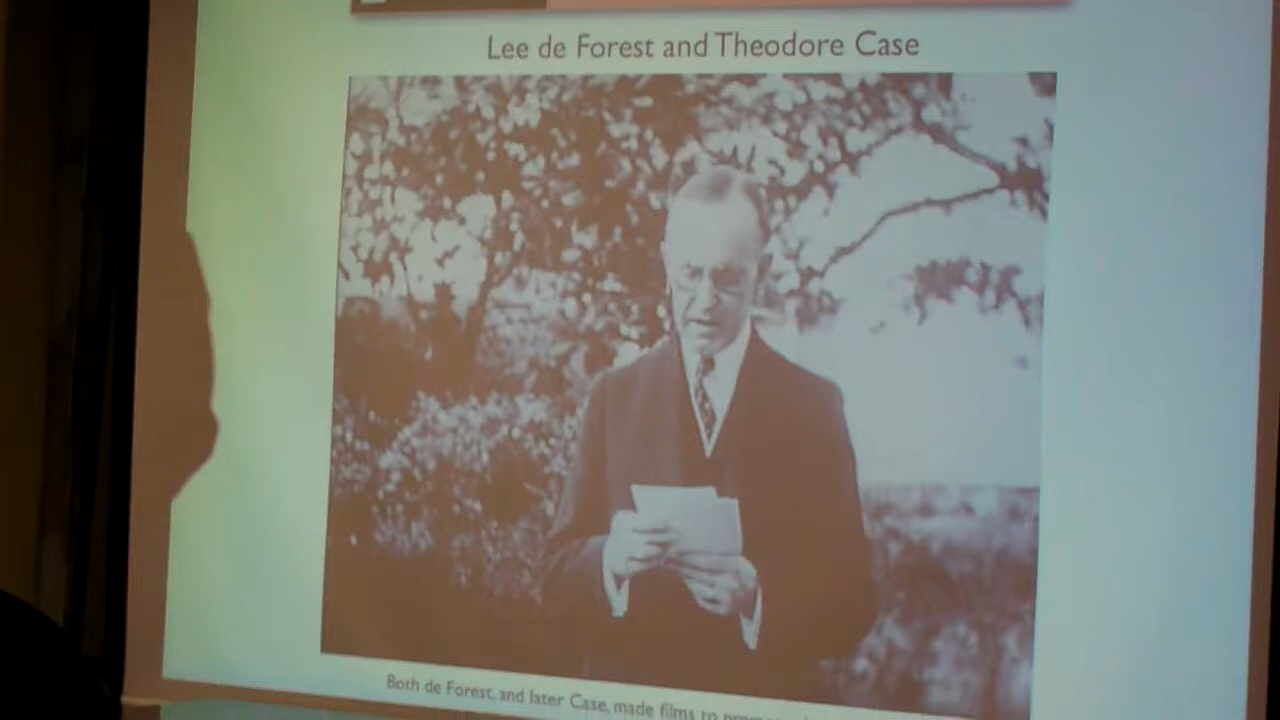 Lee de Forest and Theodore Case
Both de Forest, and later Case, made films to